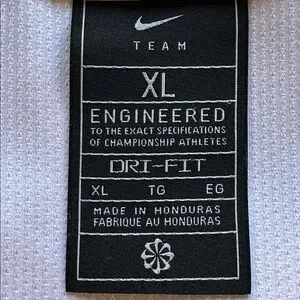 TEAM
XL
ENGINEERED
TO THE EXACT SPECIFICATIONS
OF CHAMPIONSHIP ATHLETES
DRI-FIT
XL TG EG
MADE IN HONDURAS
FABRIQUE AU HONDURAS